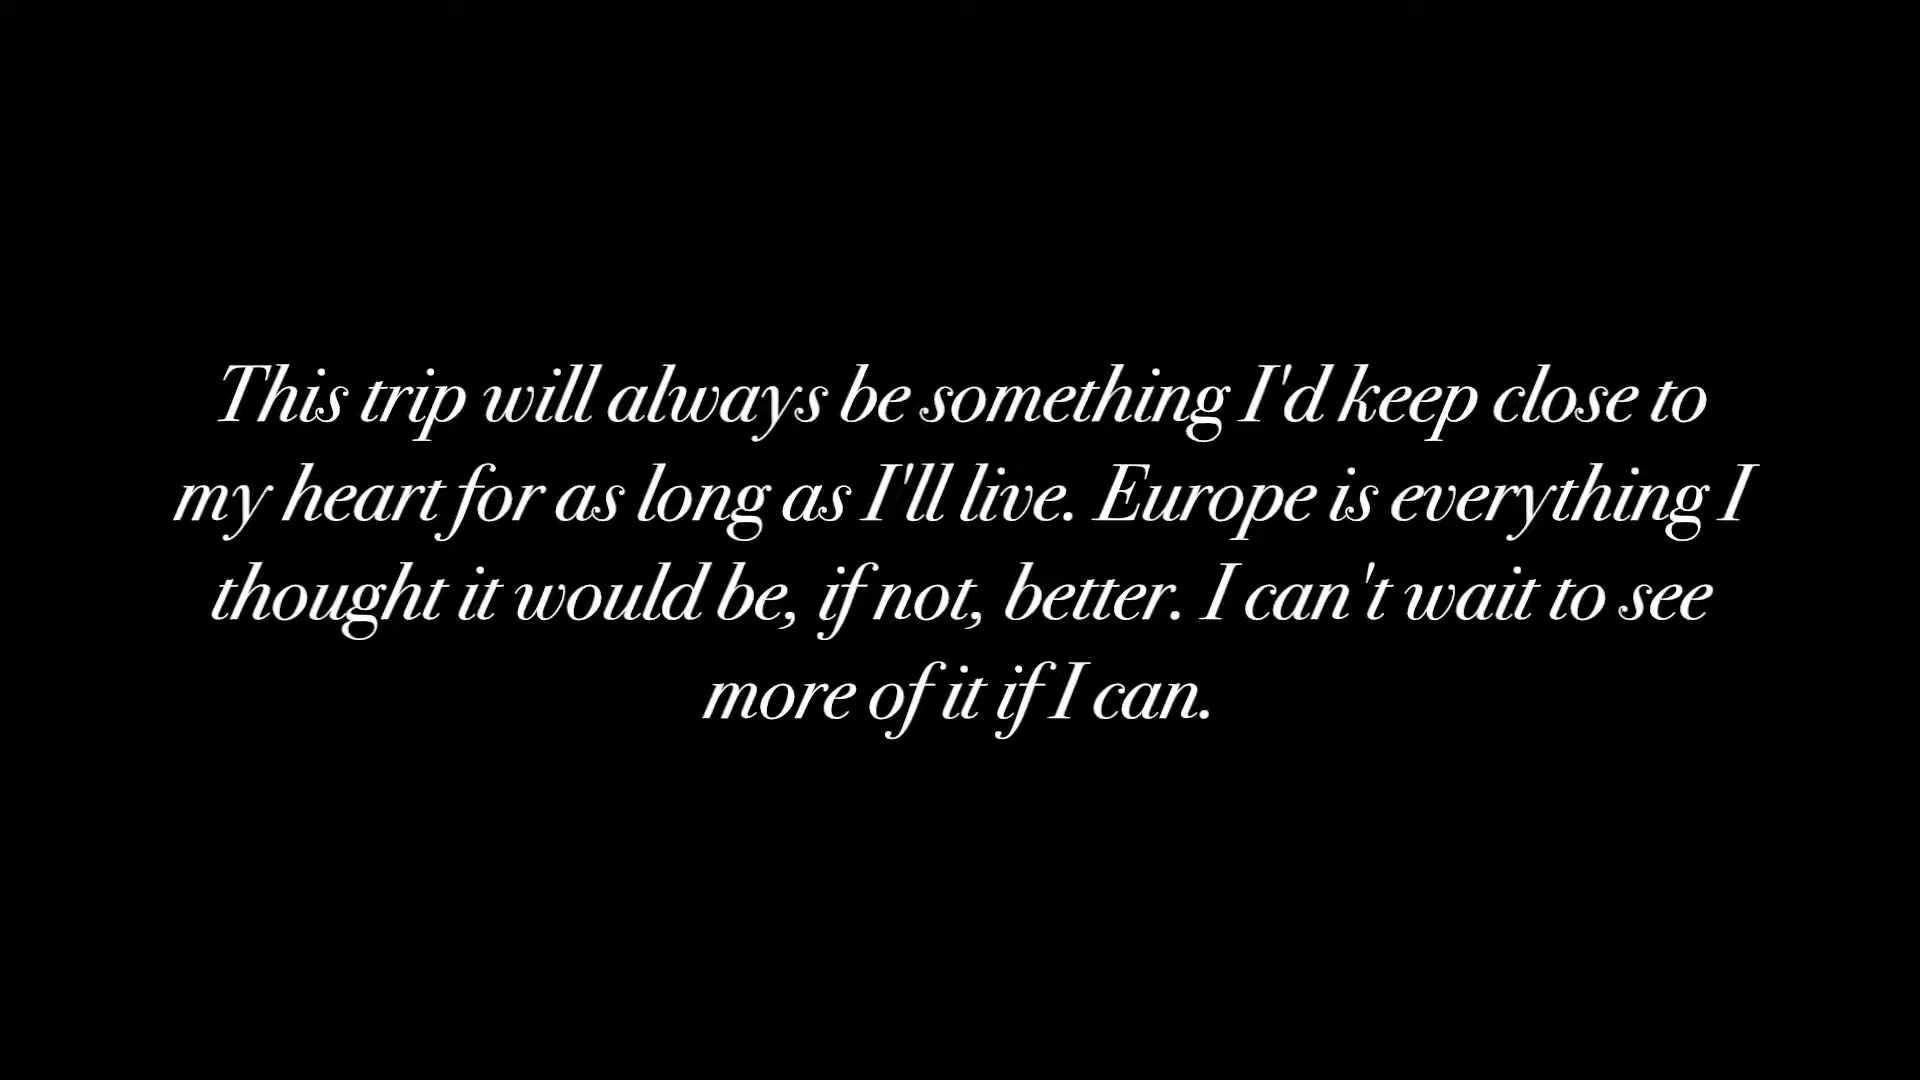 This trip will always be something I'd keep close to
my heart for as long as I'll live. Europe is everything I
thought it would be, if not, better. I can't wait to see
more of it if I can.